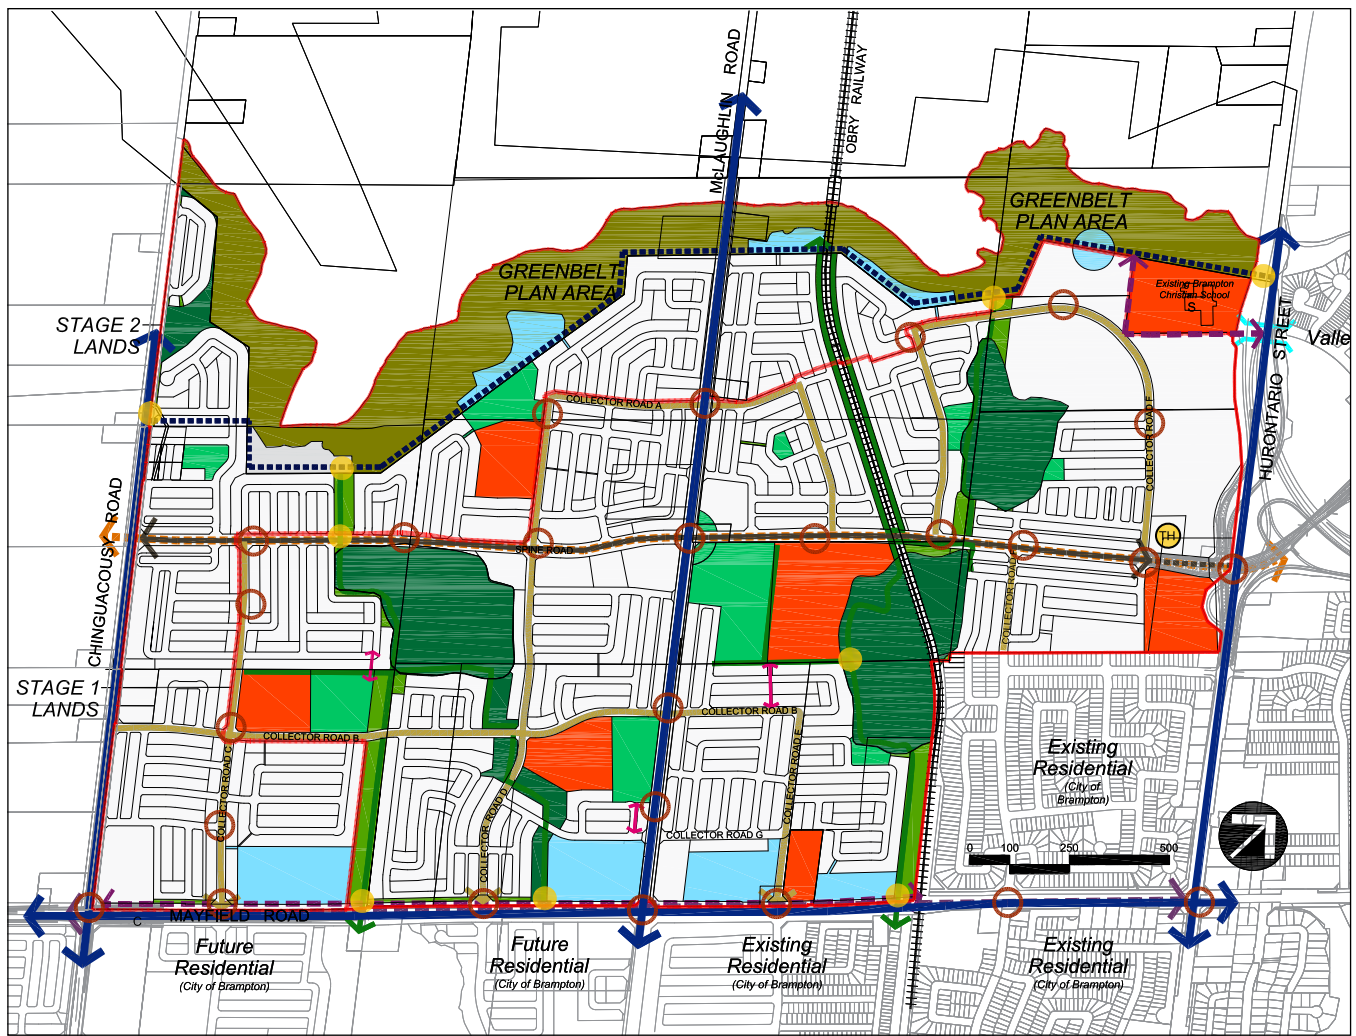 McLAUGHLIN ROAD
OBRY RAILWAY
GREENBELT
PLAN AREA
GREENBELT
PLAN AREA
Existing Brampton
Christian School
S
STAGE 2
LANDS
Valle
HURONTARIO STREET
COLLECTOR ROAD A
COLLECTOR ROAD F
CHINGUACOUSY ROAD
SPINE ROAD
TH
COLLECTOR ROAD F
STAGE 1
LANDS
COLLECTOR ROAD B
COLLECTOR ROAD B
COLLECTOR ROAD C
COLLECTOR ROAD D
COLLECTOR ROAD E
COLLECTOR ROAD G
Existing
Residential
(City of
Brampton)
0 100 250 500
C
MAYFIELD ROAD
Future
Residential
(City of Brampton)
Future
Residential
(City of Brampton)
Existing
Residential
(City of Brampton)
Existing
Residential
(City of Brampton)